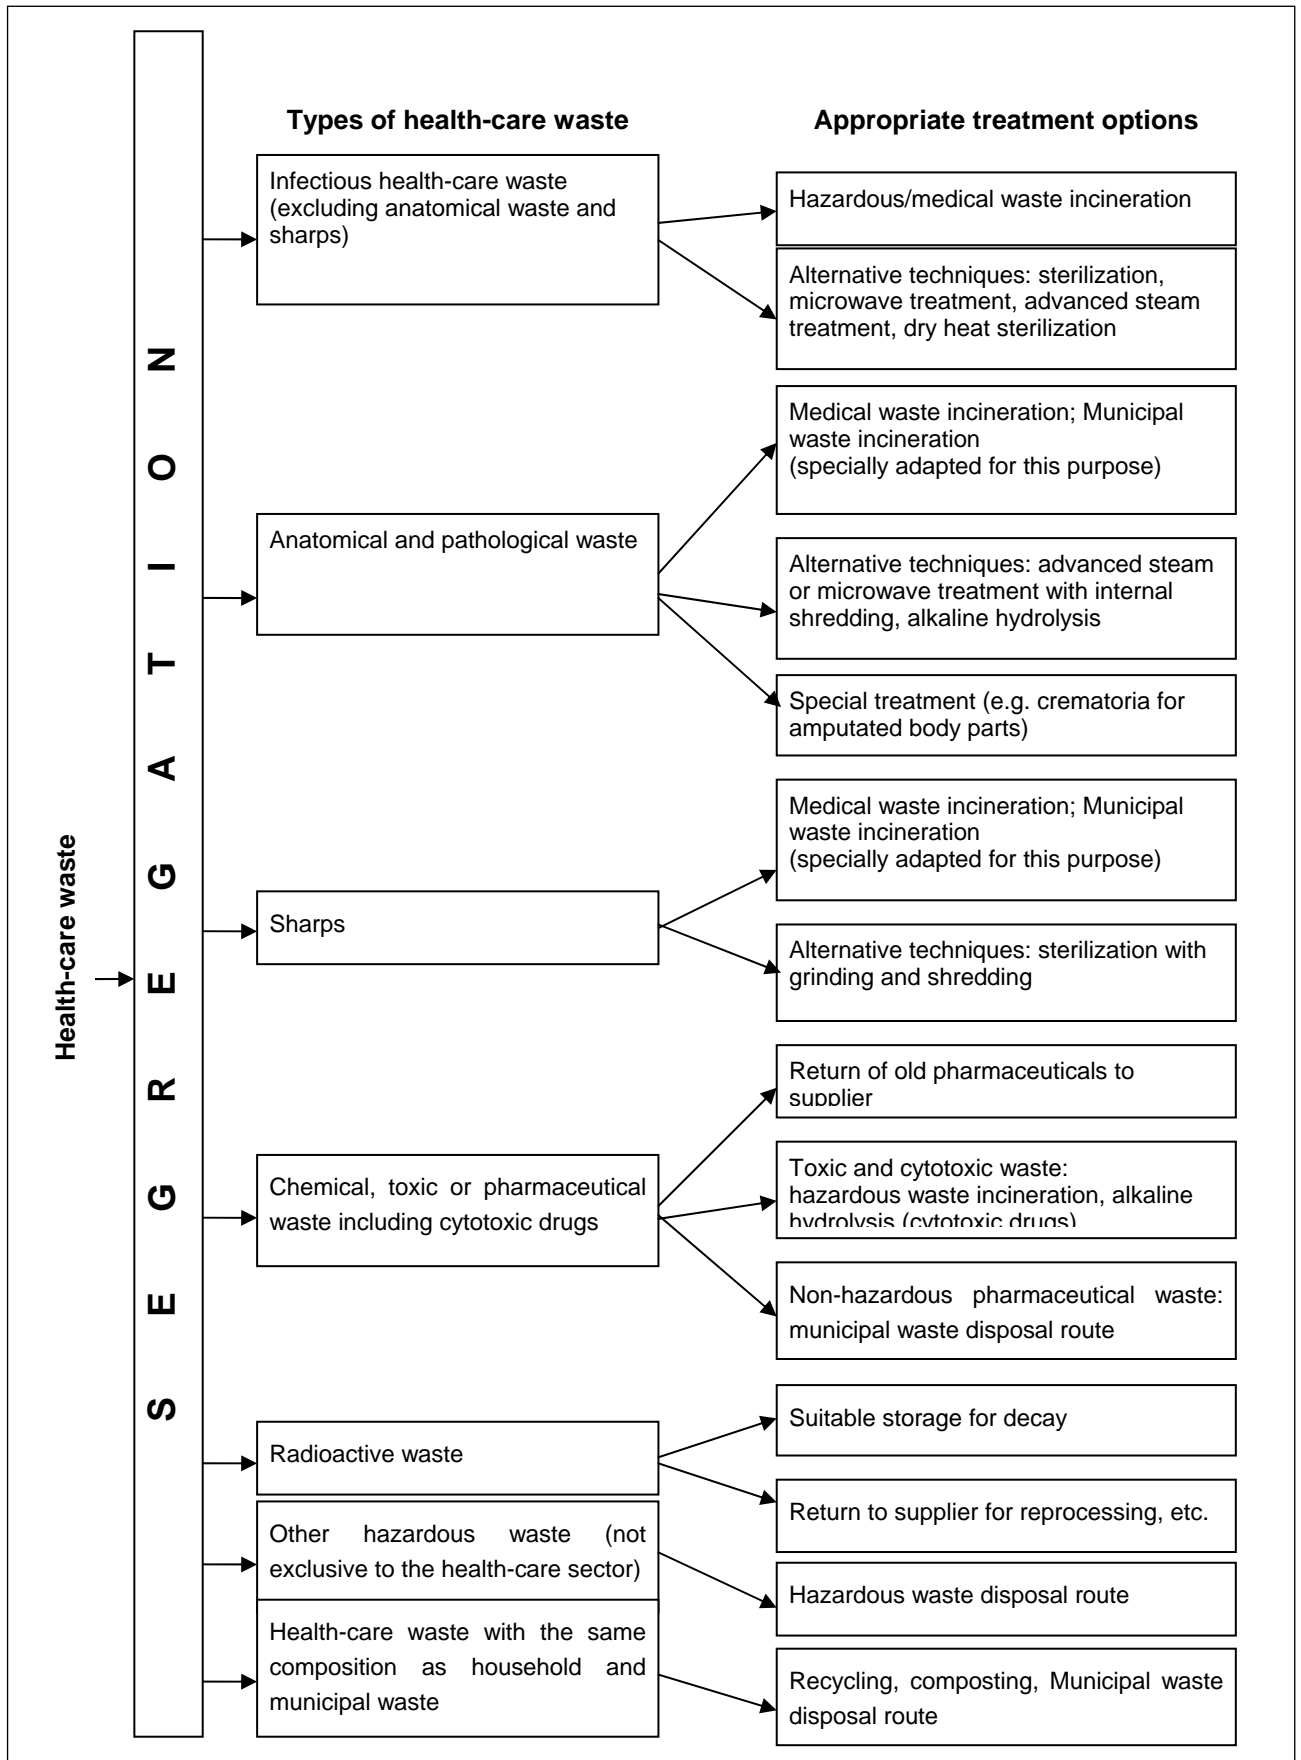 Health-care waste
S E G R E G A T I O N
Types of health-care waste
Appropriate treatment options
Infectious health-care waste
(excluding anatomical waste and
sharps)
Hazardous/medical waste incineration
Alternative techniques: sterilization,
microwave treatment, advanced steam
treatment, dry heat sterilization
Anatomical and pathological waste
Medical waste incineration; Municipal
waste incineration
(specially adapted for this purpose)
Alternative techniques: advanced steam
or microwave treatment with internal
shredding, alkaline hydrolysis
Special treatment (e.g. crematoria for
amputated body parts)
Sharps
Medical waste incineration; Municipal
waste incineration
(specially adapted for this purpose)
Alternative techniques: sterilization with
grinding and shredding
Chemical, toxic or pharmaceutical
waste including cytotoxic drugs
Return of old pharmaceuticals to
supplier
Toxic and cytotoxic waste:
hazardous waste incineration, alkaline
hydrolysis (cytotoxic drugs)
Non-hazardous pharmaceutical waste:
municipal waste disposal route
Radioactive waste
Suitable storage for decay
Return to supplier for reprocessing, etc.
Other hazardous waste (not
exclusive to the health-care sector)
Hazardous waste disposal route
Health-care waste with the same
composition as household and
municipal waste
Recycling, composting, Municipal waste
disposal route